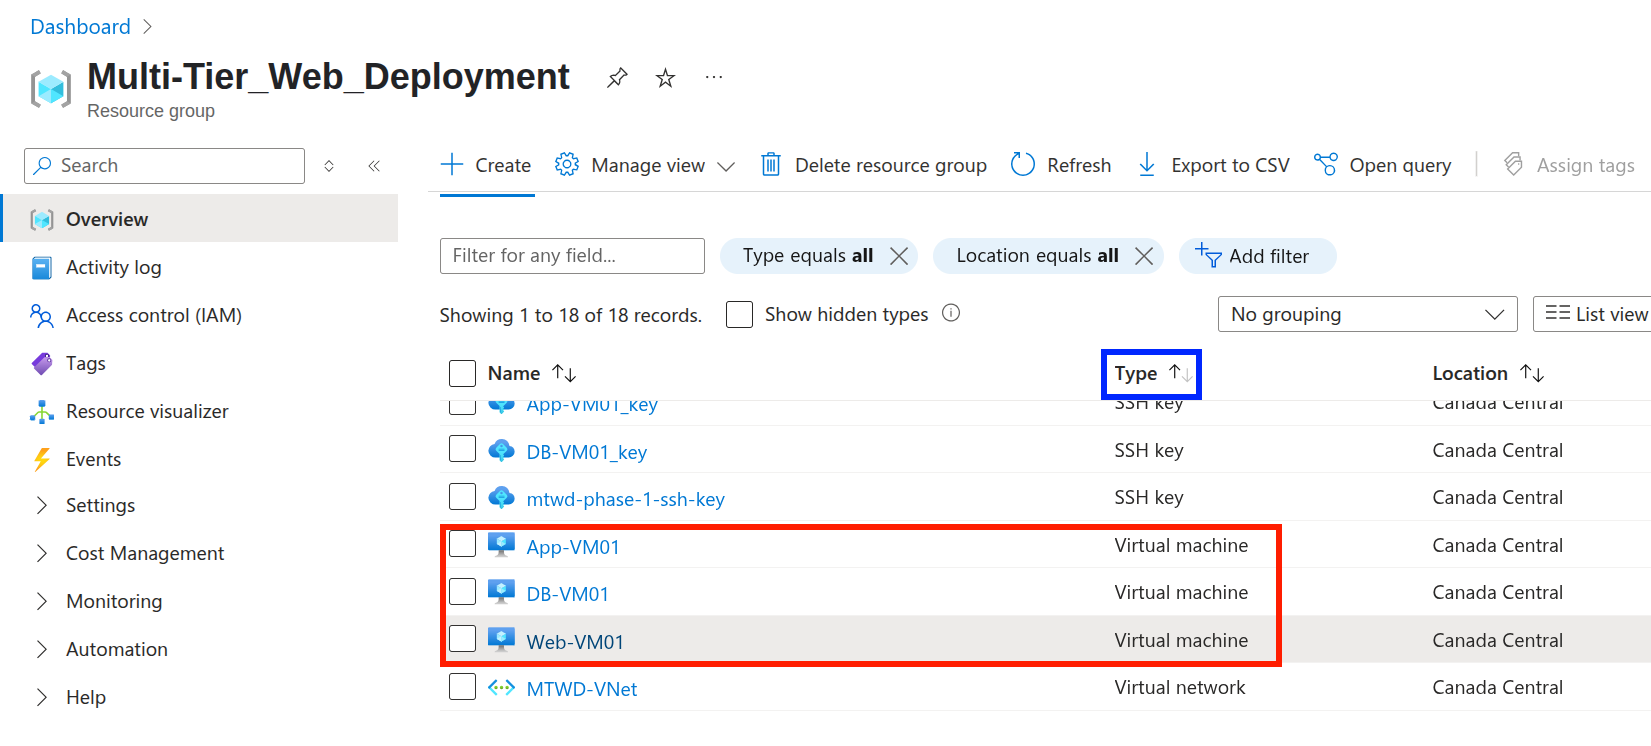 Dashboard
Multi-Tier_Web_Deployment
Resource group
Search
Create
Manage view
Delete resource group
Refresh
Export to CSV
Open query
Assign tags
Overview
Activity log
Access control (IAM)
Tags
Resource visualizer
Events
Settings
Cost Management
Monitoring
Automation
Help
Filter for any field...
Type equals all
Location equals all
Add filter
Showing 1 to 18 of 18 records.
Show hidden types
No grouping
List view
Name Type Location
App-VM01_key SSH key Canada Central
DB-VM01_key SSH key Canada Central
mtwd-phase-1-ssh-key SSH key Canada Central
App-VM01 Virtual machine Canada Central
DB-VM01 Virtual machine Canada Central
Web-VM01 Virtual machine Canada Central
MTWD-VNet Virtual network Canada Central